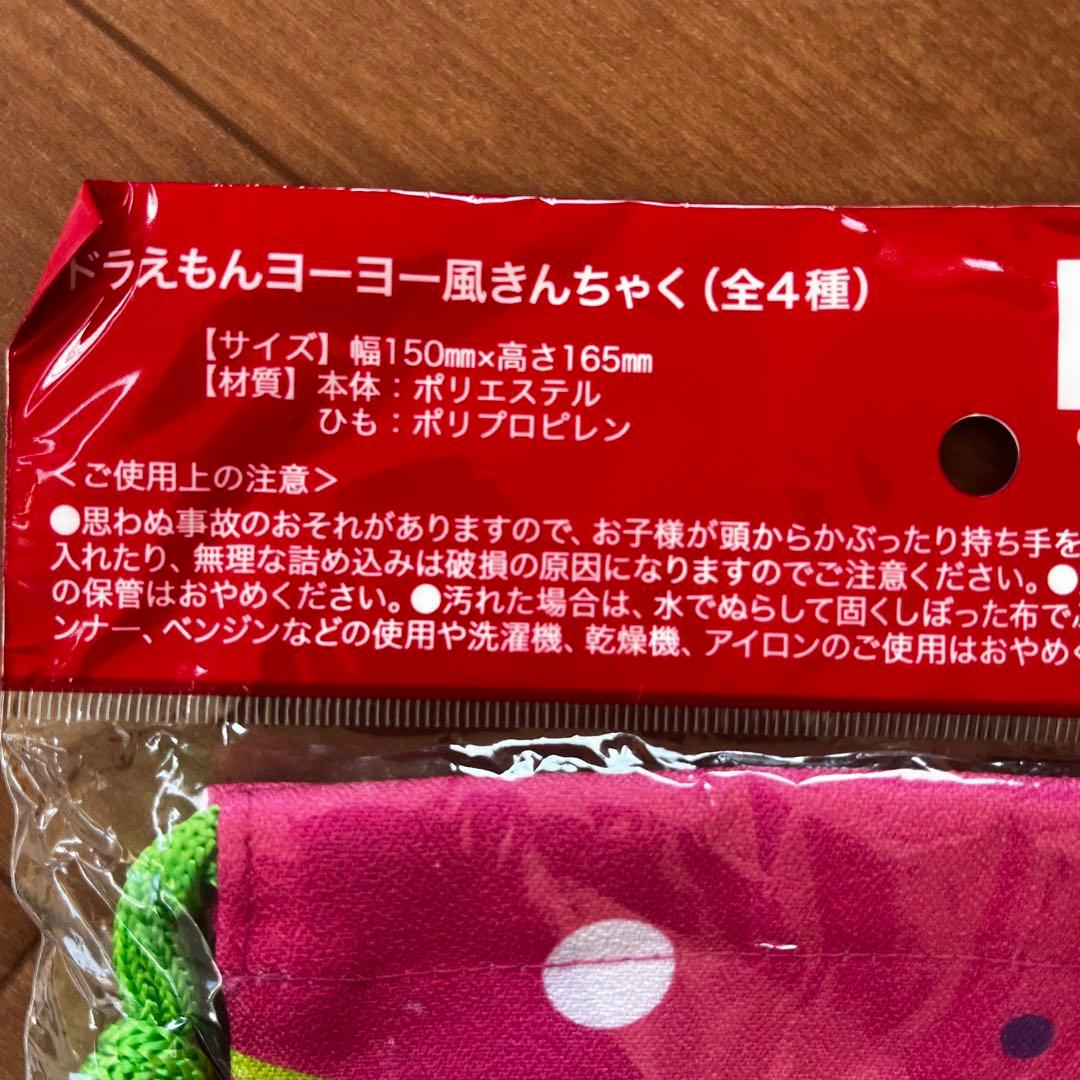 ドラえもんヨーヨー風きんちゃく(全4種)
【サイズ】幅150㎜×高さ165㎜
【材質】本体:ポリエステル
ひも:ポリプロピレン
<ご使用上の注意>
●思わぬ事故のおそれがありますので、お子様が頭からかぶったり持ち手を
入れたり、無理な詰め込みは破損の原因になりますのでご注意ください。●
の保管はおやめください。●汚れた場合は、水でぬらして固くしぼった布で
ンナー、ベンジンなどの使用や洗濯機、乾燥機、アイロンのご使用はおやめ